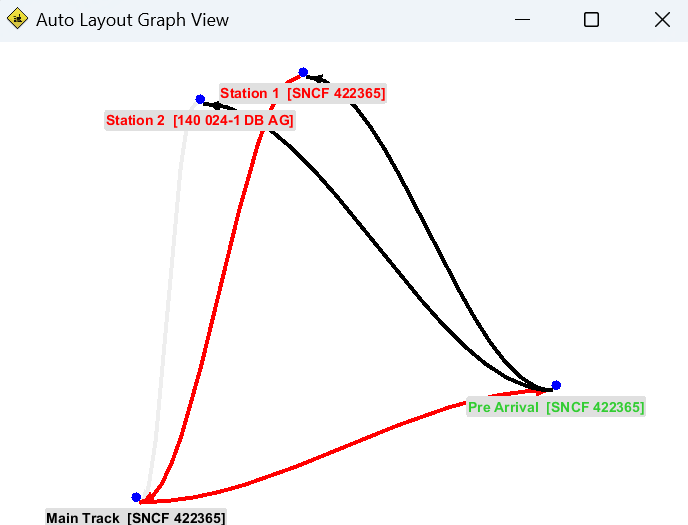 Auto Layout Graph View
Station 1 [SNCF 422365]
Station 2 [140 024-1 DB AG]
Pre Arrival [SNCF 422365]
Main Track [SNCF 422365]